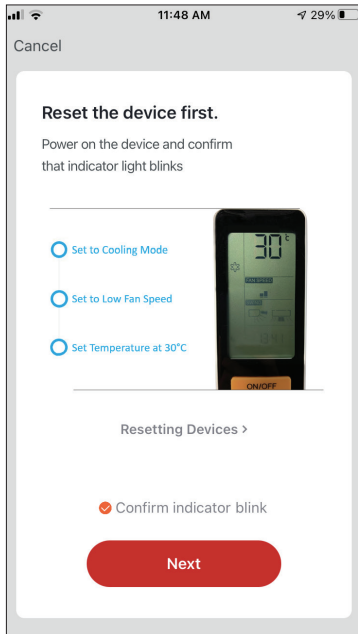 11:48 AM
29%
Cancel
Reset the device first.
Power on the device and confirm
that indicator light blinks
Set to Cooling Mode
Set to Low Fan Speed
Set Temperature at 30°C
30°C
FAN SPEED
ON/OFF
Resetting Devices >
Confirm indicator blink
Next